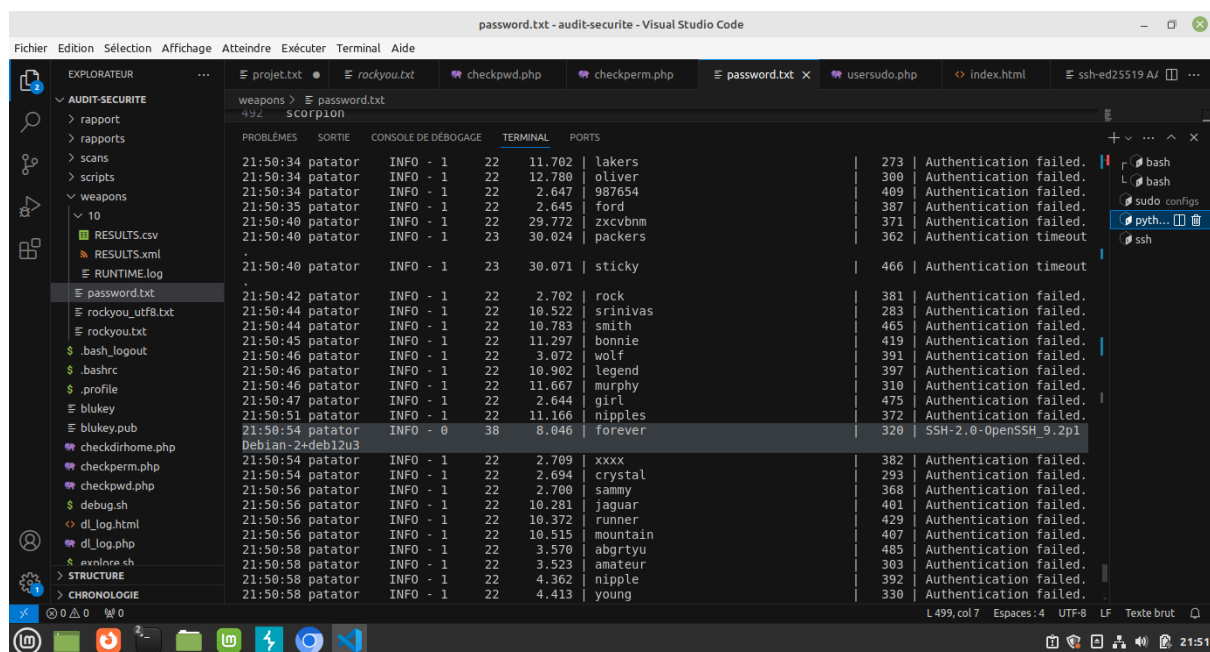 password.txt - audit-securite - Visual Studio Code
Fichier Edition Sélection Affichage Atteindre Exécuter Terminal Aide
EXPLORATEUR ...
projet.txt ● rockyou.txt checkpwd.php checkperm.php password.txt × usersudo.php index.html ssh-ed25519 A ...
AUDIT-SECURITE
rapport
rapports
scans
scripts
weapons
10
RESULTS.csv
RESULTS.xml
RUNTIME.log
password.txt
rockyou_utf8.txt
rockyou.txt
.bash_logout
.bashrc
.profile
blukey
blukey.pub
checkdirhome.php
checkperm.php
checkpwd.php
debug.sh
dl_log.html
dl_log.php
explore.sh
STRUCTURE
CHRONOLOGIE
weapons > password.txt
492 scorpion
PROBLÈMES SORTIE CONSOLE DE DÉBOGAGE TERMINAL PORTS
21:50:34 patator INFO - 1 22 11.702 | lakers | 273 | Authentication failed.
21:50:34 patator INFO - 1 22 12.780 | oliver | 300 | Authentication failed.
21:50:34 patator INFO - 1 22 2.647 | 987654 | 409 | Authentication failed.
21:50:35 patator INFO - 1 22 2.645 | ford | 387 | Authentication failed.
21:50:40 patator INFO - 1 22 29.772 | zxcvbnm | 371 | Authentication failed.
21:50:40 patator INFO - 1 23 30.024 | packers | 362 | Authentication timeout
.
21:50:40 patator INFO - 1 23 30.071 | sticky | 466 | Authentication timeout
.
21:50:42 patator INFO - 1 22 2.702 | rock | 381 | Authentication failed.
21:50:44 patator INFO - 1 22 10.522 | srinivas | 283 | Authentication failed.
21:50:44 patator INFO - 1 22 10.783 | smith | 465 | Authentication failed.
21:50:45 patator INFO - 1 22 11.297 | bonnie | 419 | Authentication failed.
21:50:46 patator INFO - 1 22 3.072 | wolf | 391 | Authentication failed.
21:50:46 patator INFO - 1 22 10.902 | legend | 397 | Authentication failed.
21:50:46 patator INFO - 1 22 11.667 | murphy | 310 | Authentication failed.
21:50:47 patator INFO - 1 22 2.644 | girl | 475 | Authentication failed.
21:50:51 patator INFO - 1 22 11.166 | nipples | 372 | Authentication failed.
21:50:54 patator INFO - 0 38 8.046 | forever | 320 | SSH-2.0-OpenSSH_9.2p1
Debian-2+deb12u3
21:50:54 patator INFO - 1 22 2.709 | xxxx | 382 | Authentication failed.
21:50:54 patator INFO - 1 22 2.694 | crystal | 293 | Authentication failed.
21:50:56 patator INFO - 1 22 2.700 | sammy | 368 | Authentication failed.
21:50:56 patator INFO - 1 22 10.281 | jaguar | 401 | Authentication failed.
21:50:56 patator INFO - 1 22 10.372 | runner | 429 | Authentication failed.
21:50:56 patator INFO - 1 22 10.515 | mountain | 407 | Authentication failed.
21:50:58 patator INFO - 1 22 3.570 | abgrtyu | 485 | Authentication failed.
21:50:58 patator INFO - 1 22 3.523 | amateur | 303 | Authentication failed.
21:50:58 patator INFO - 1 22 4.362 | nipple | 392 | Authentication failed.
21:50:58 patator INFO - 1 22 4.413 | young | 330 | Authentication failed.
bash
bash
sudo configs
pyth...
ssh
0 0 0
L 499, col 7 Espaces : 4 UTF-8 LF Texte brut
21:51